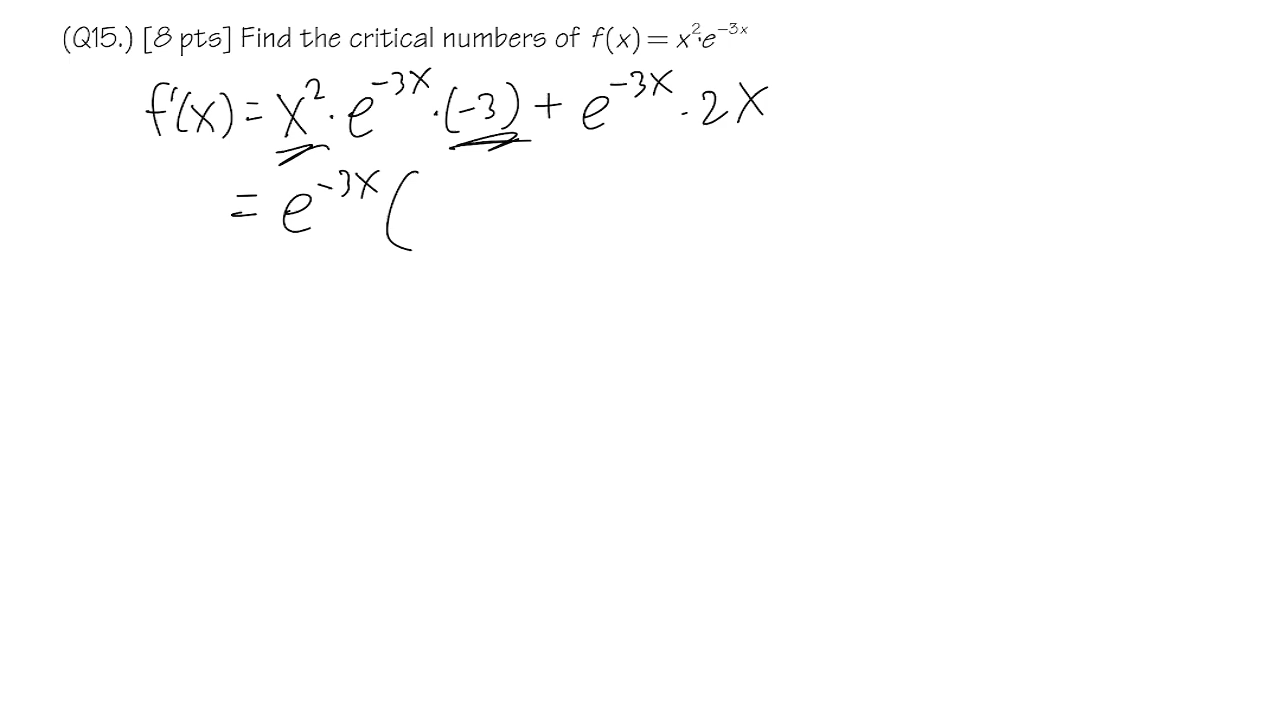 (Q15.) [8 pts] Find the critical numbers of f(x) = x²·e⁻³ˣ
f'(x) = x² · e⁻³ˣ · (-3) + e⁻³ˣ · 2x
= e⁻³ˣ (